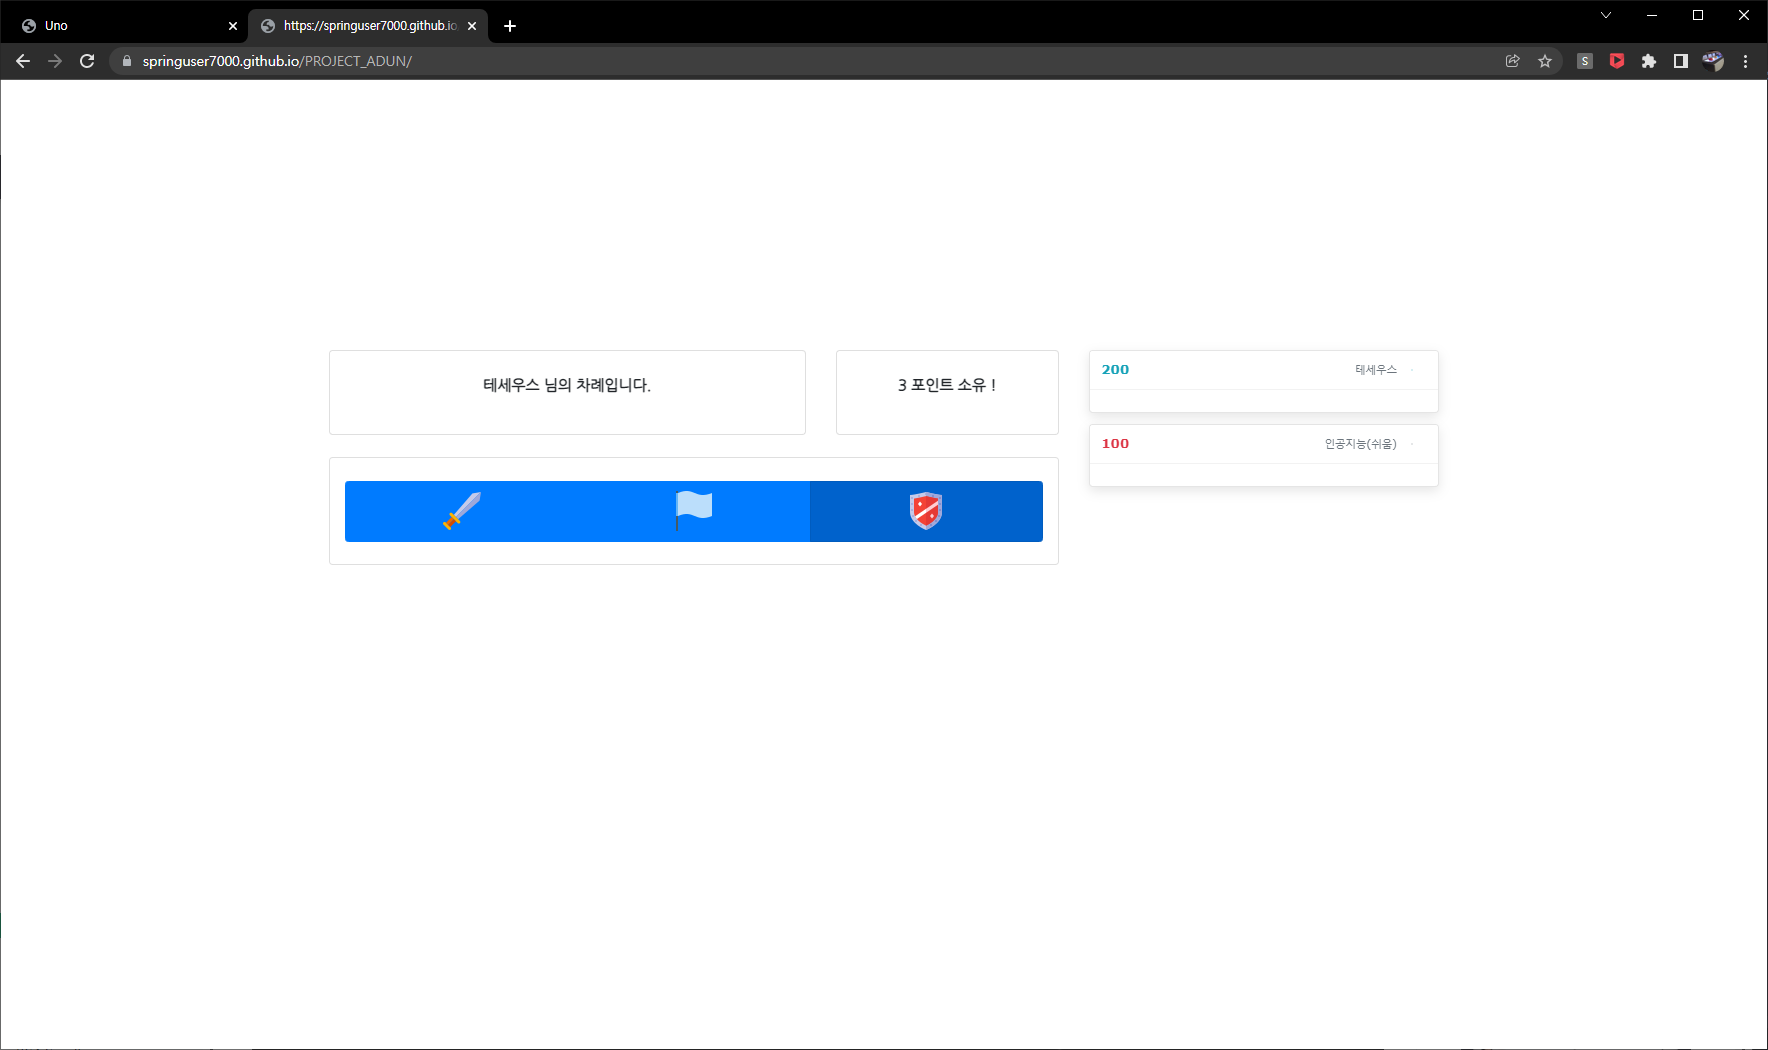 Uno
https://springuser7000.github.io
springuser7000.github.io/PROJECT_ADUN/
S
테세우스 님의 차례입니다.
3 포인트 소유 !
200
테세우스
100
인공지능(쉬움)